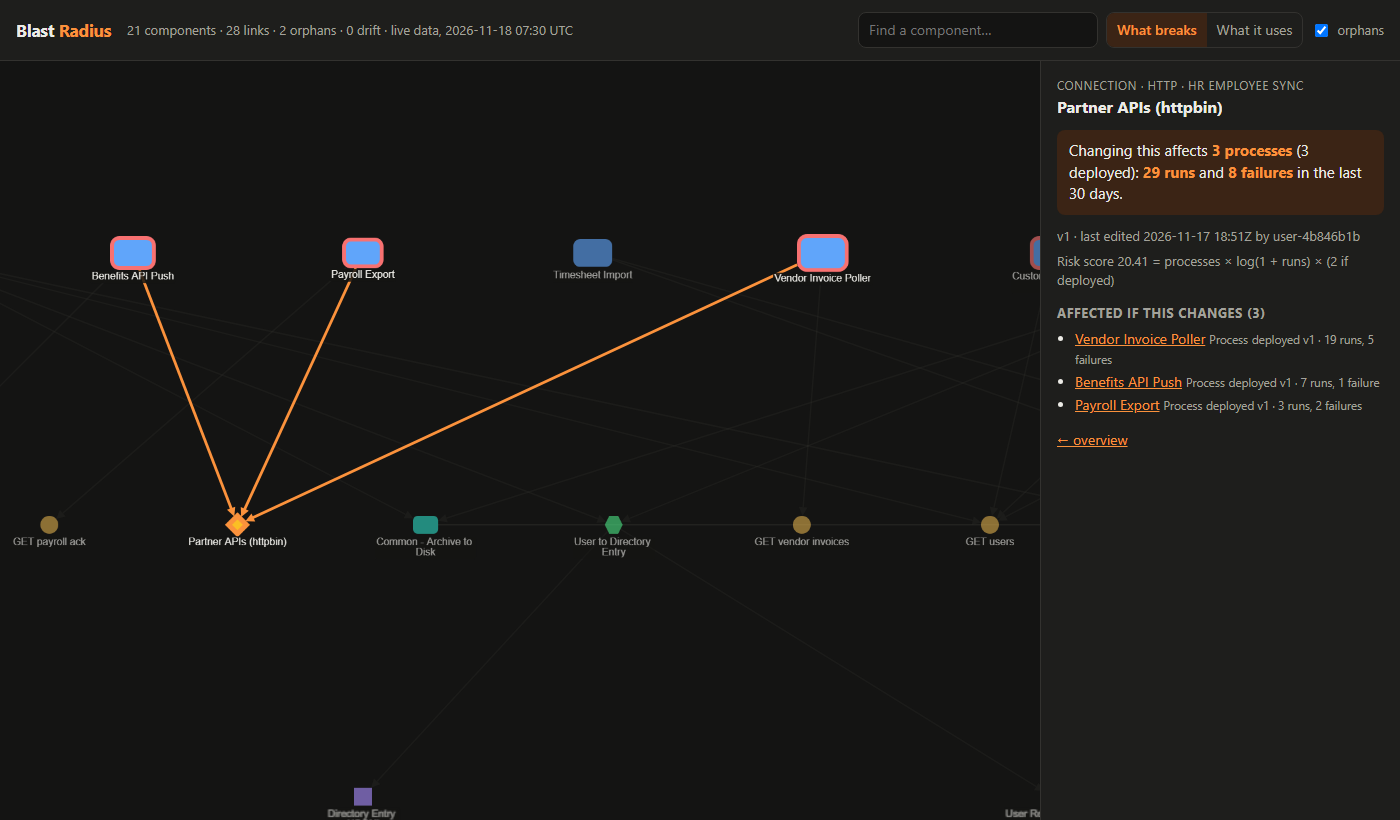 Blast Radius
21 components · 28 links · 2 orphans · 0 drift · live data, 2026-11-18 07:30 UTC
Find a component...
What breaks
What it uses
orphans
Benefits API Push
Payroll Export
Timesheet Import
Vendor Invoice Poller
GET payroll ack
Partner APIs (httpbin)
Common - Archive to
Disk
User to Directory
Entry
GET vendor invoices
GET users
Directory Entry
CONNECTION · HTTP · HR EMPLOYEE SYNC
Partner APIs (httpbin)
Changing this affects 3 processes (3
deployed): 29 runs and 8 failures in the last
30 days.
v1 · last edited 2026-11-17 18:51Z by user-4b846b1b
Risk score 20.41 = processes × log(1 + runs) × (2 if
deployed)
AFFECTED IF THIS CHANGES (3)
Vendor Invoice Poller Process deployed v1 · 19 runs, 5
failures
Benefits API Push Process deployed v1 · 7 runs, 1 failure
Payroll Export Process deployed v1 · 3 runs, 2 failures
← overview